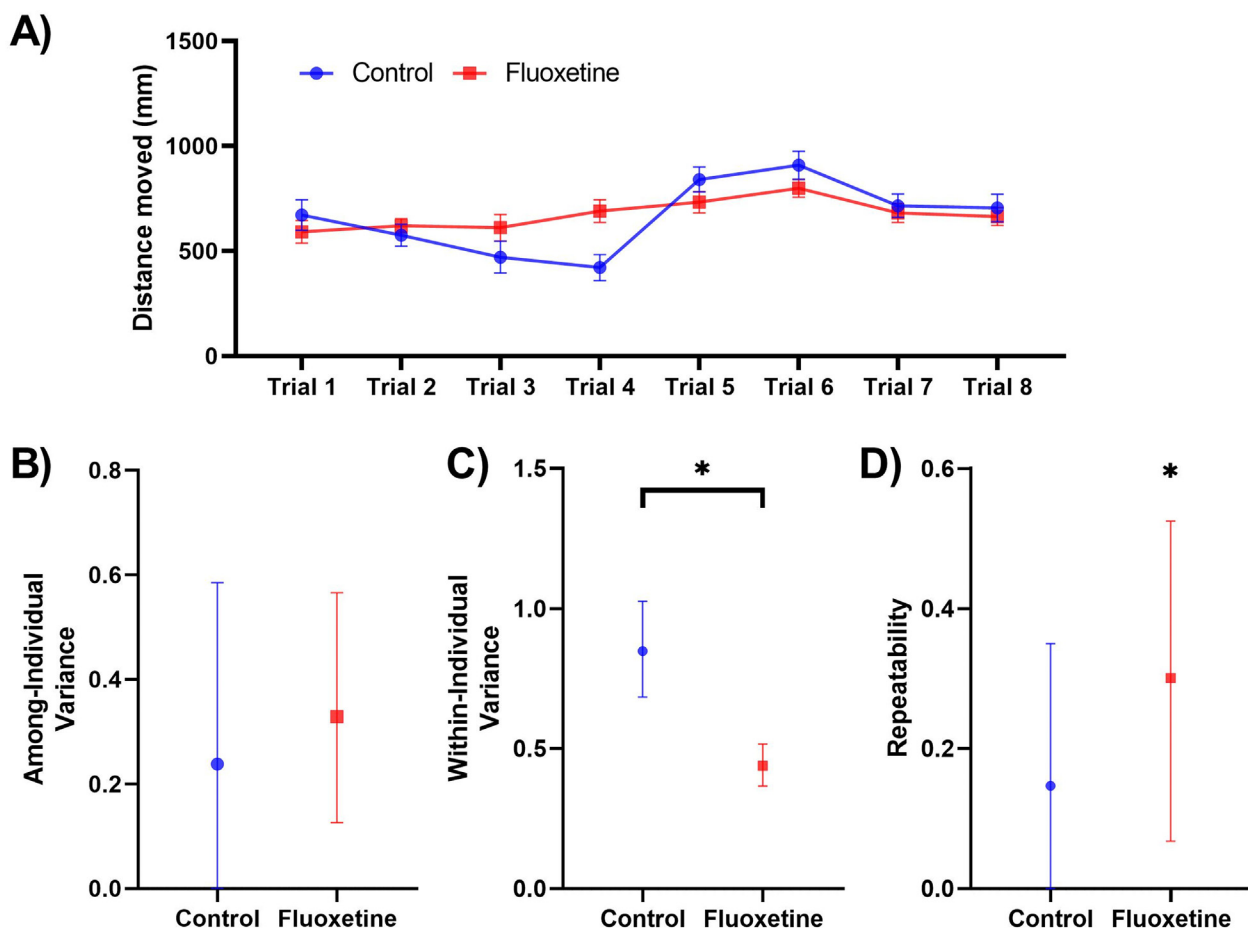 A)
Distance moved (mm)
1500
1000
500
0
Control Fluoxetine
Trial 1 Trial 2 Trial 3 Trial 4 Trial 5 Trial 6 Trial 7 Trial 8
B)
Among-Individual
Variance
0.8
0.6
0.4
0.2
0.0
Control Fluoxetine
C)
Within-Individual
Variance
1.5
1.0
0.5
0.0
*
Control Fluoxetine
D)
Repeatability
0.6
0.4
0.2
0.0
*
Control Fluoxetine